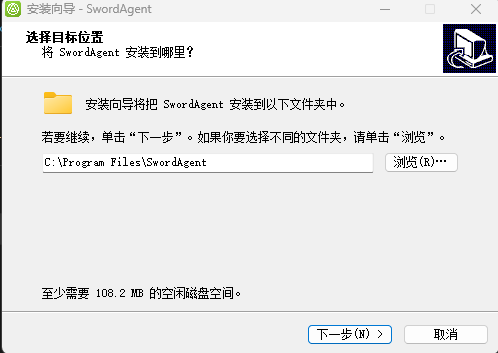 安装向导 - SwordAgent
选择目标位置
将 SwordAgent 安装到哪里？
安装向导将把 SwordAgent 安装到以下文件夹中。
若要继续，单击“下一步”。如果你要选择不同的文件夹，请单击“浏览”。
C:\Program Files\SwordAgent
浏览(R)…
至少需要 108.2 MB 的空闲磁盘空间。
下一步(N) >
取消